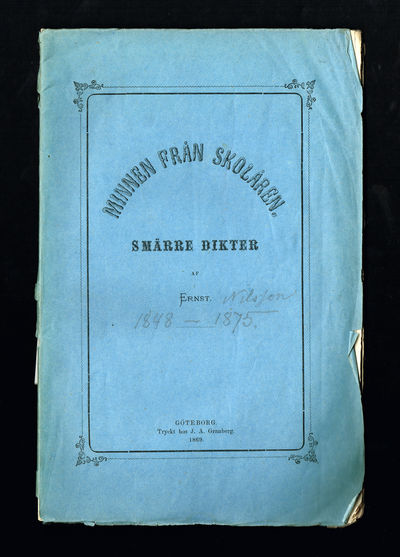 MINNEN FRÅN SKOLÅREN.
SMÄRRE DIKTER
AF
ERNST. Nilsson
1848 — 1875.
GÖTEBORG.
Tryckt hos J. A. Granberg.
1869.